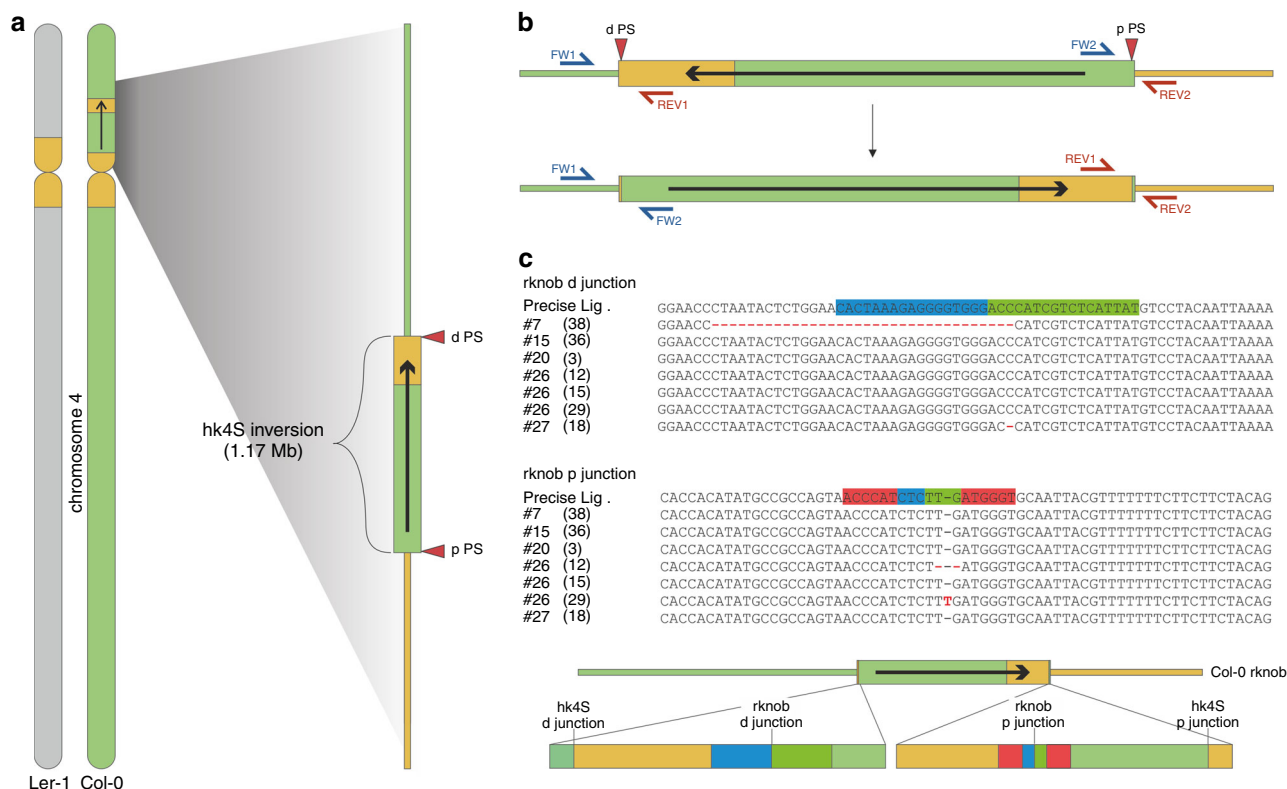 a
chromosome 4
hk4S inversion
(1.17 Mb)
d PS
p PS
Ler-1 Col-0
b
d PS
p PS
FW1
FW2
REV1
REV2
FW1
REV1
FW2
REV2
c
rknob d junction
Precise Lig . GGAACCCTAATACTCTGGAACACTAAAGAGGGGTGGGACCCATCGTCTCATTATGTCCTACAATTAAAA
#7 (38) GGAACC----------------------------------CATCGTCTCATTATGTCCTACAATTAAAA
#15 (36) GGAACCCTAATACTCTGGAACACTAAAGAGGGGTGGGACCCATCGTCTCATTATGTCCTACAATTAAAA
#20 (3) GGAACCCTAATACTCTGGAACACTAAAGAGGGGTGGGACCCATCGTCTCATTATGTCCTACAATTAAAA
#26 (12) GGAACCCTAATACTCTGGAACACTAAAGAGGGGTGGGACCCATCGTCTCATTATGTCCTACAATTAAAA
#26 (15) GGAACCCTAATACTCTGGAACACTAAAGAGGGGTGGGACCCATCGTCTCATTATGTCCTACAATTAAAA
#26 (29) GGAACCCTAATACTCTGGAACACTAAAGAGGGGTGGGACCCATCGTCTCATTATGTCCTACAATTAAAA
#27 (18) GGAACCCTAATACTCTGGAACACTAAAGAGGGGTGGGAC-CATCGTCTCATTATGTCCTACAATTAAAA
rknob p junction
Precise Lig . CACCACATATGCCGCCAGTAACCCATCTCTT-GATGGGTGCAATTACGTTTTTTTCTTCTTCTACAG
#7 (38) CACCACATATGCCGCCAGTAACCCATCTCTT-GATGGGTGCAATTACGTTTTTTTCTTCTTCTACAG
#15 (36) CACCACATATGCCGCCAGTAACCCATCTCTT-GATGGGTGCAATTACGTTTTTTTCTTCTTCTACAG
#20 (3) CACCACATATGCCGCCAGTAACCCATCTCTT-GATGGGTGCAATTACGTTTTTTTCTTCTTCTACAG
#26 (12) CACCACATATGCCGCCAGTAACCCATCTCT---ATGGGTGCAATTACGTTTTTTTCTTCTTCTACAG
#26 (15) CACCACATATGCCGCCAGTAACCCATCTCTT-GATGGGTGCAATTACGTTTTTTTCTTCTTCTACAG
#26 (29) CACCACATATGCCGCCAGTAACCCATCTCTTTGATGGGTGCAATTACGTTTTTTTCTTCTTCTACAG
#27 (18) CACCACATATGCCGCCAGTAACCCATCTCTT-GATGGGTGCAATTACGTTTTTTTCTTCTTCTACAG
Col-0 rknob
hk4S
d junction
rknob
d junction
rknob
p junction
hk4S
p junction